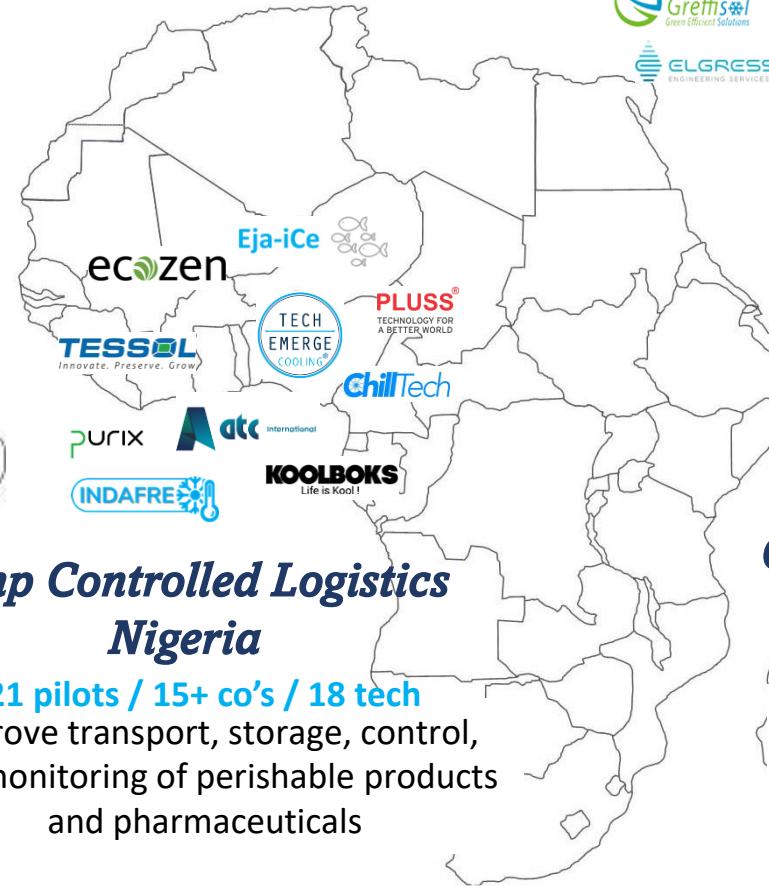 Greffisol
Green Efficient Solutions
ELGRESS
ENGINEERING SERVICES
Eja-iCe
ecozen
PLUSS®
TECHNOLOGY FOR
A BETTER WORLD
TECH
EMERGE
COOLING®
TESSOL
Innovate. Preserve. Grow
ChillTech
purix
atc International
KOOLBOKS
Life is Kool !
INDAFRE
mp Controlled Logistics
Nigeria
21 pilots / 15+ co's / 18 tech
rove transport, storage, control,
monitoring of perishable products
and pharmaceuticals